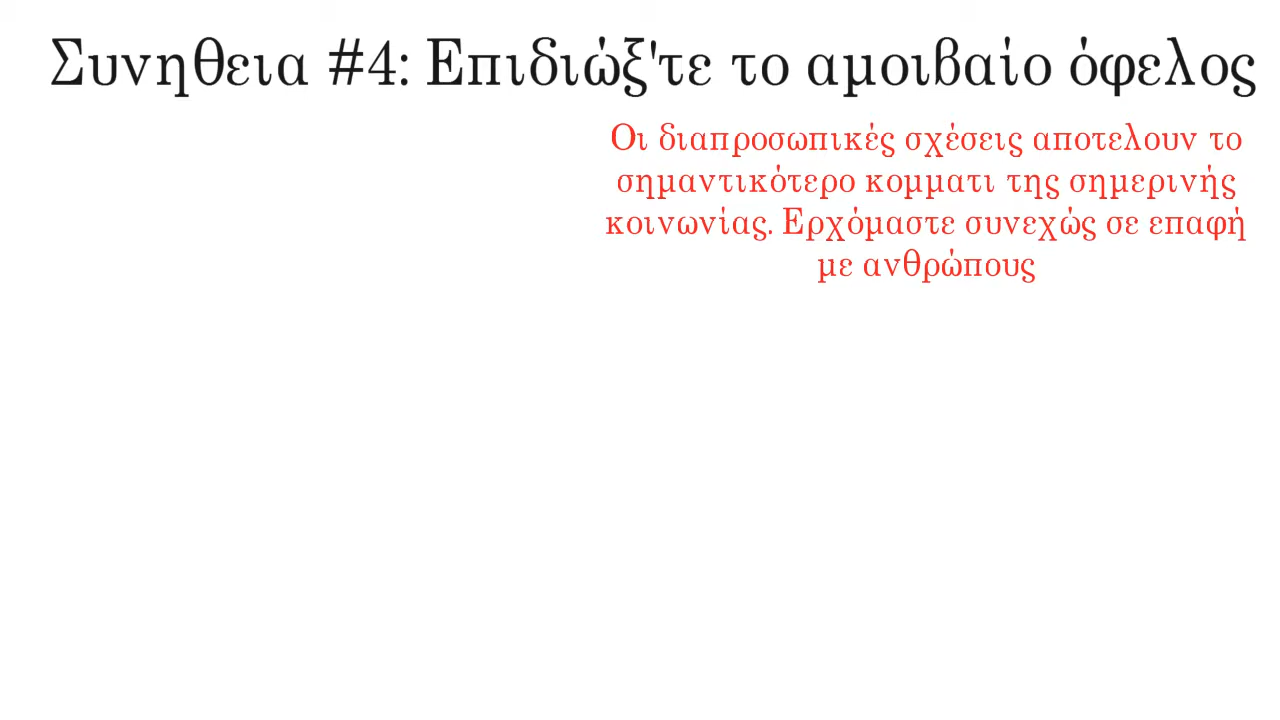 Συνηθεια #4: Επιδιώξ'τε το αμοιβαίο όφελος
Οι διαπροσωπικές σχέσεις αποτελουν το
σημαντικότερο κομματι της σημερινής
κοινωνίας. Ερχόμαστε συνεχώς σε επαφή
με ανθρώπους